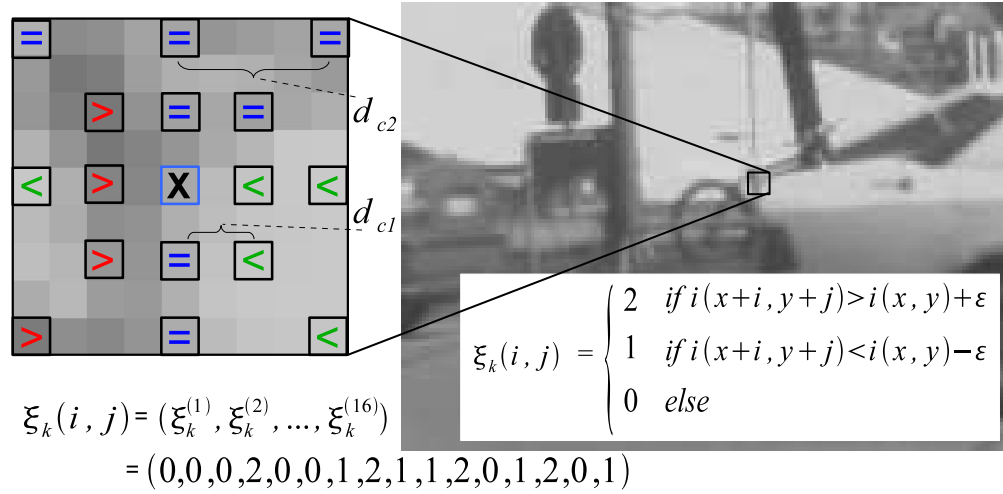 = = =
> = =
d_{c2}
< > X < <
d_{c1}
> = <
> = <
ξ_k(i, j) = { 2 if i(x+i, y+j)>i(x, y)+ε
1 if i(x+i, y+j)<i(x, y)−ε
0 else
ξ_k(i, j) = (ξ_k^{(1)}, ξ_k^{(2)}, ..., ξ_k^{(16)})
= (0,0,0,2,0,0,1,2,1,1,2,0,1,2,0,1)